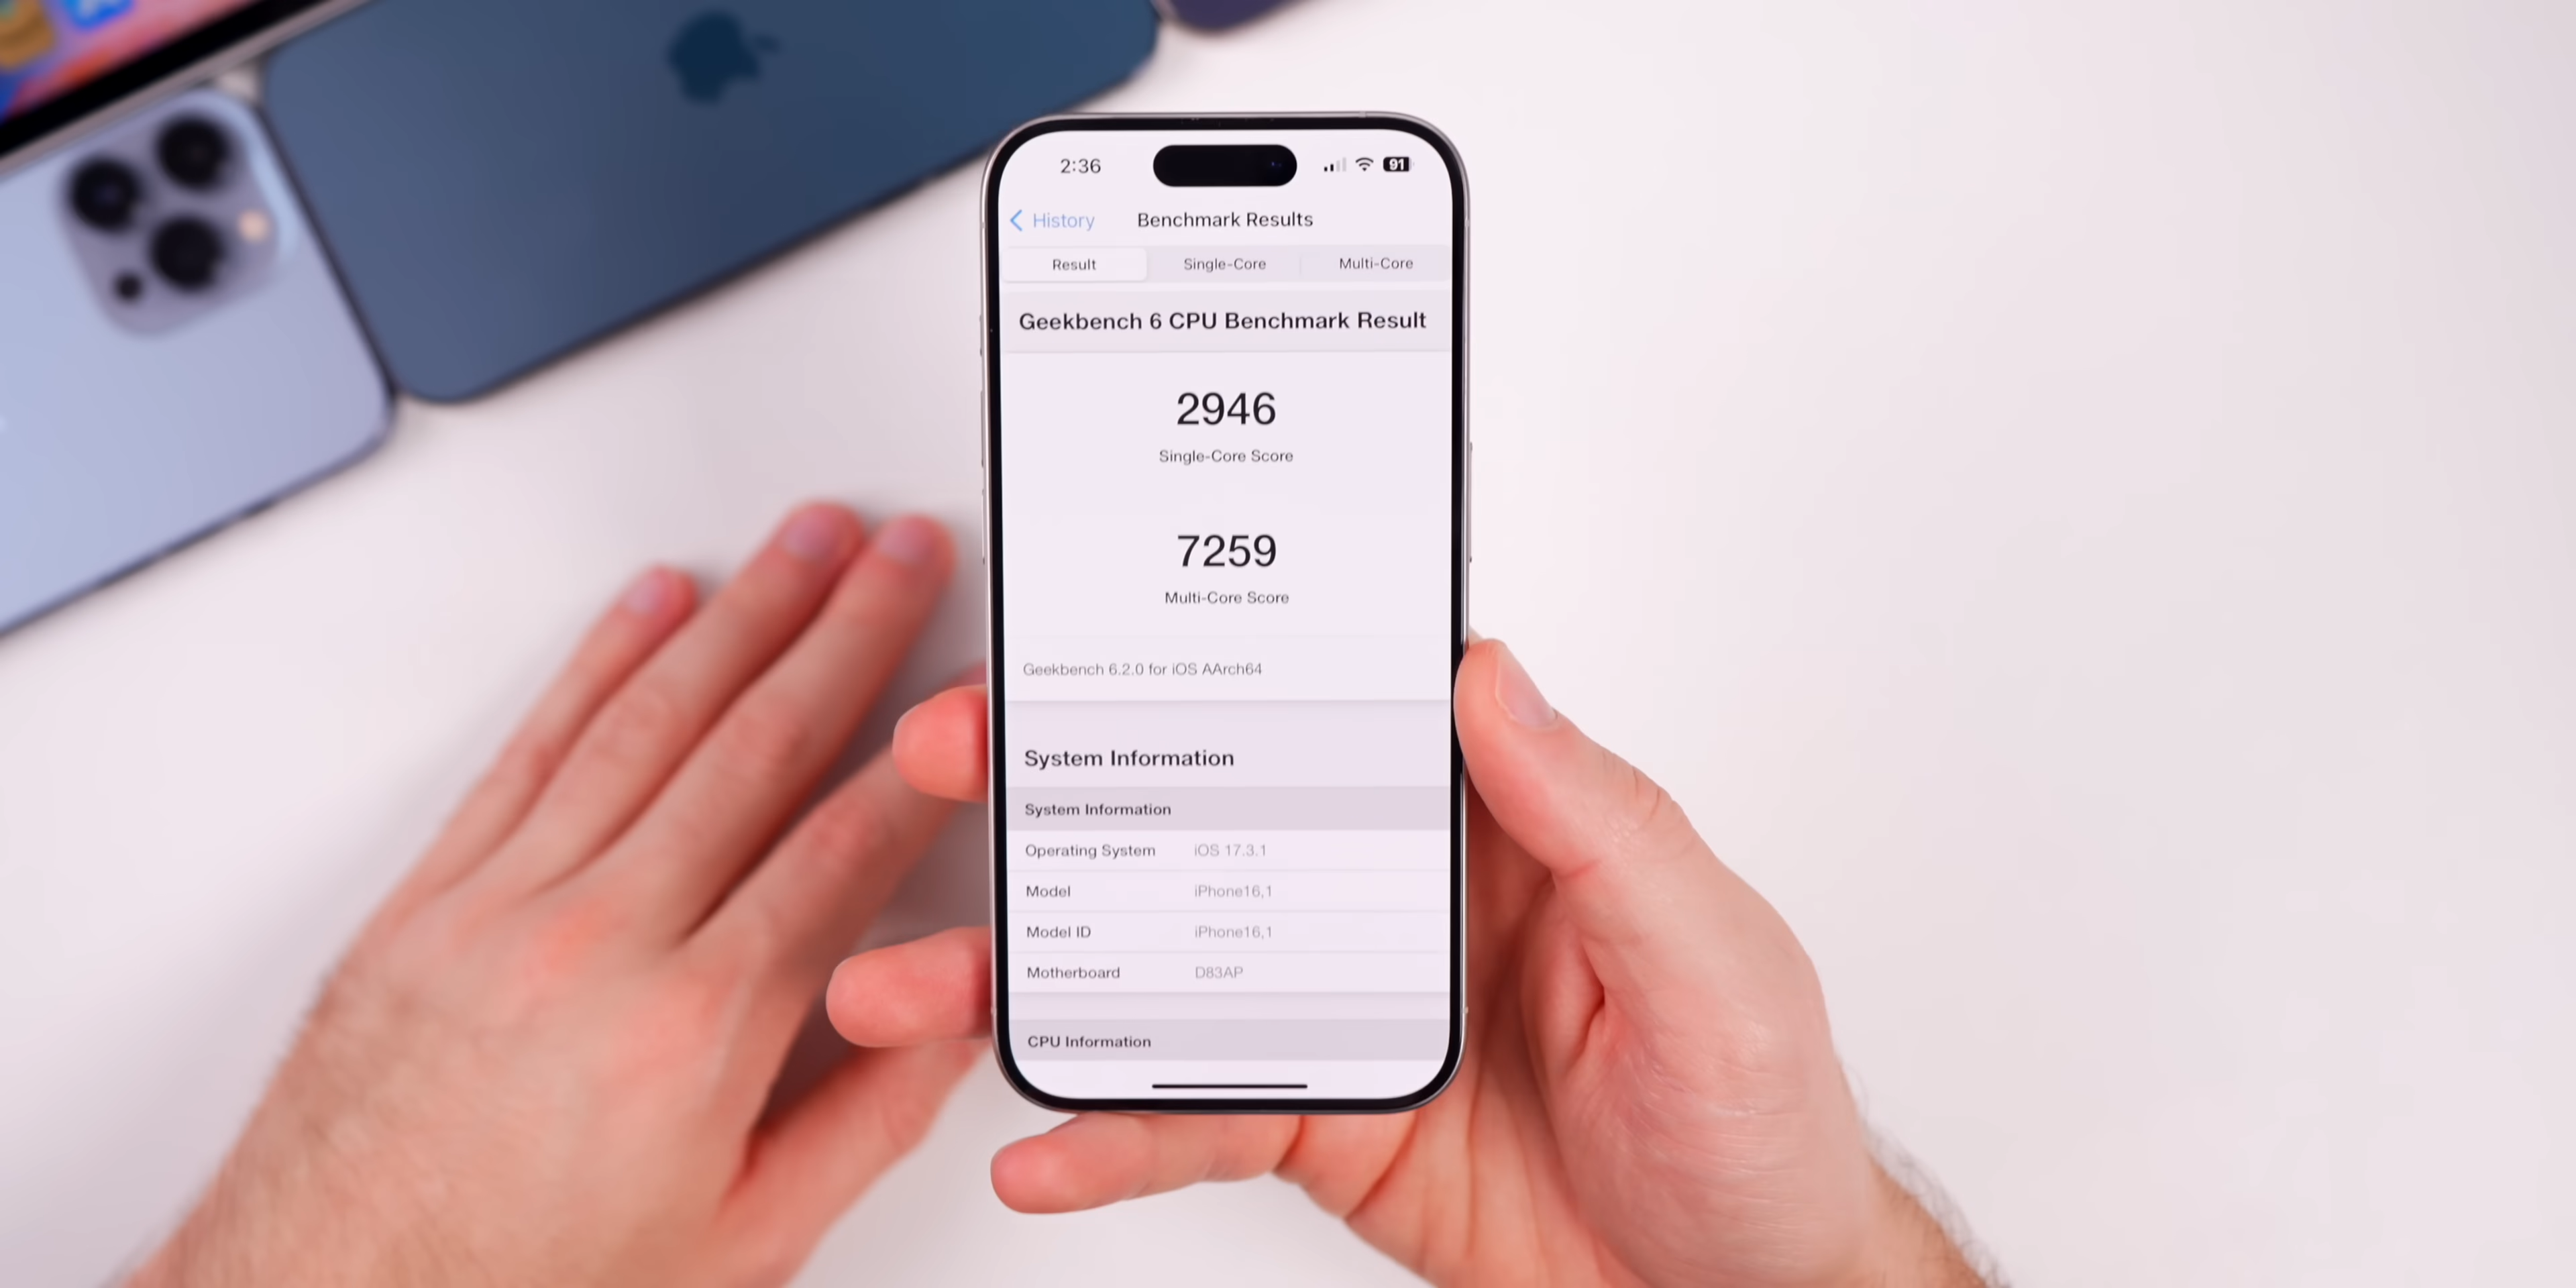 2:36
91
History
Benchmark Results
Result
Single-Core
Multi-Core
Geekbench 6 CPU Benchmark Result
2946
Single-Core Score
7259
Multi-Core Score
Geekbench 6.2.0 for iOS AArch64
System Information
System Information
Operating System iOS 17.3.1
Model iPhone16,1
Model ID iPhone16,1
Motherboard D83AP
CPU Information